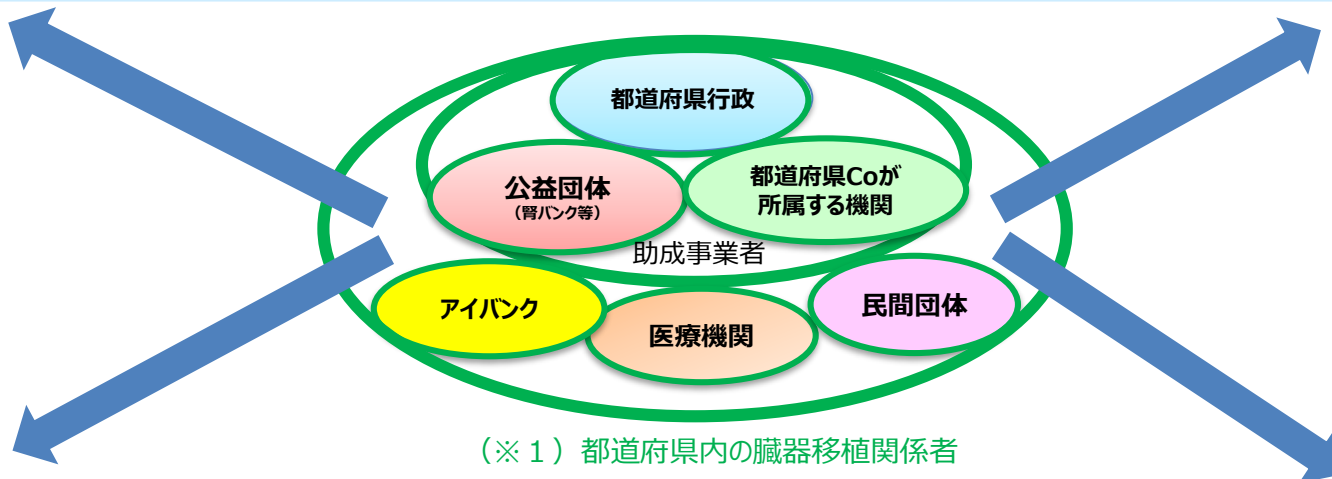 都道府県行政
公益団体
（腎バンク等）
都道府県Coが
所属する機関
助成事業者
アイバンク
医療機関
民間団体
（※１）都道府県内の臓器移植関係者